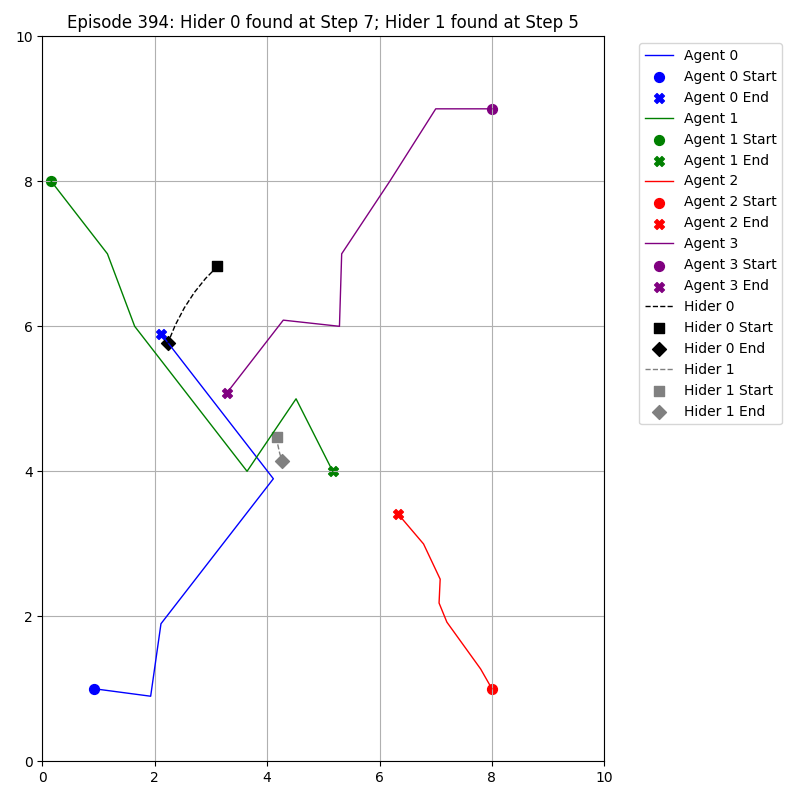 Episode 394: Hider 0 found at Step 7; Hider 1 found at Step 5
10
8
6
4
2
0
0 2 4 6 8 10
Agent 0
Agent 0 Start
Agent 0 End
Agent 1
Agent 1 Start
Agent 1 End
Agent 2
Agent 2 Start
Agent 2 End
Agent 3
Agent 3 Start
Agent 3 End
Hider 0
Hider 0 Start
Hider 0 End
Hider 1
Hider 1 Start
Hider 1 End